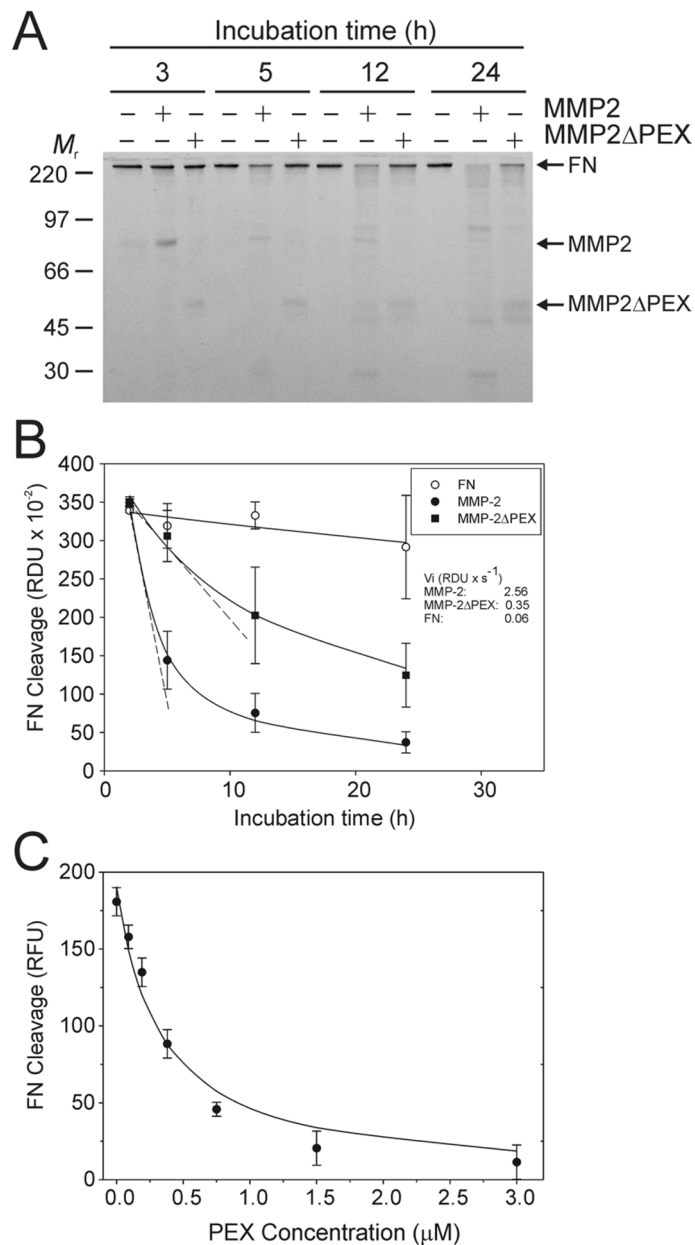 A
Incubation time (h)
3 5 12 24
– + – – + – – + – – + – MMP2
– – + – – + – – + – – + MMP2ΔPEX
Mr
220
97
66
45
30
FN
MMP2
MMP2ΔPEX
B
FN Cleavage (RDU x 10-2)
400
350
300
250
200
150
100
50
0
FN
MMP-2
MMP-2ΔPEX
Vi (RDU x s-1)
MMP-2: 2.56
MMP-2ΔPEX: 0.35
FN: 0.06
0 10 20 30
Incubation time (h)
C
FN Cleavage (RFU)
200
150
100
50
0
0.0 0.5 1.0 1.5 2.0 2.5 3.0
PEX Concentration (μM)